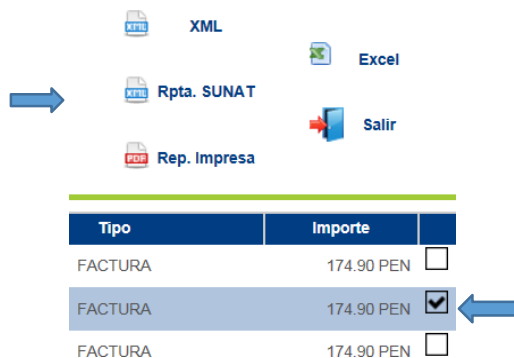 XML
Excel
Rpta. SUNAT
Salir
Rep. Impresa
Tipo Importe
FACTURA 174.90 PEN
FACTURA 174.90 PEN
FACTURA 174.90 PEN